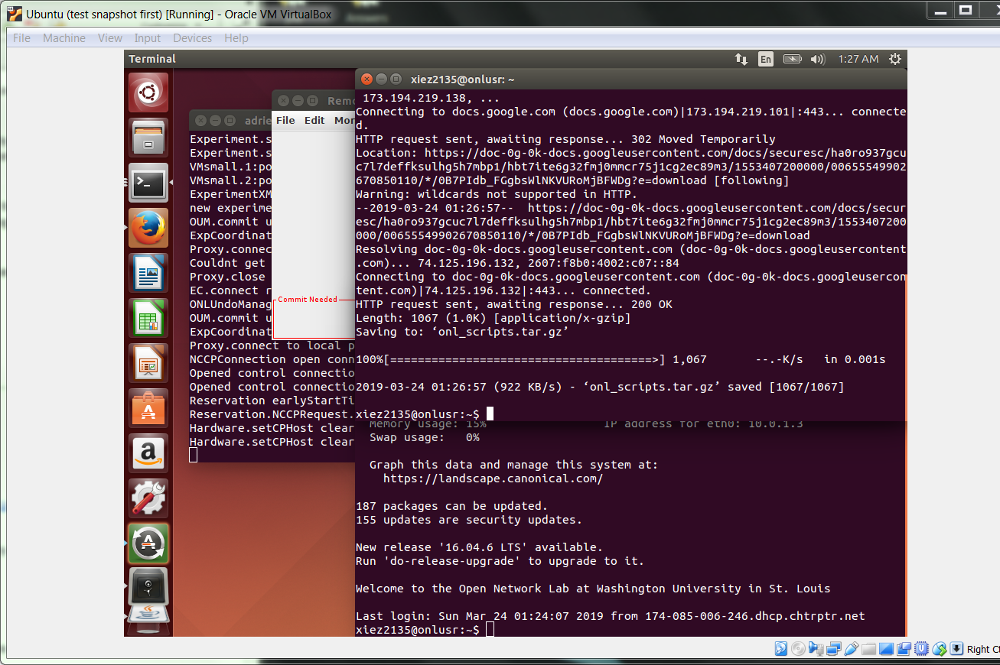 Ubuntu (test snapshot first) [Running] - Oracle VM VirtualBox
File Machine View Input Devices Help
Terminal
En
1:27 AM
xiez2135@onlusr: ~
173.194.219.138, ...
Connecting to docs.google.com (docs.google.com)|173.194.219.101|:443... connecte
d.
HTTP request sent, awaiting response... 302 Moved Temporarily
Location: https://doc-0g-0k-docs.googleusercontent.com/docs/securesc/ha0ro937gcu
c7l7deffksulhg5h7mbp1/hbt7ite6g32fmj0mmcr75j1cg2ec89m3/1553407200000/00655549902
670850110/*/0B7PIdb_FGgbsWlNKVURoMjBFWDg?e=download [following]
Warning: wildcards not supported in HTTP.
--2019-03-24 01:26:57-- https://doc-0g-0k-docs.googleusercontent.com/docs/secur
esc/ha0ro937gcuc7l7deffksulhg5h7mbp1/hbt7ite6g32fmj0mmcr75j1cg2ec89m3/1553407200
000/00655549902670850110/*/0B7PIdb_FGgbsWlNKVURoMjBFWDg?e=download
Resolving doc-0g-0k-docs.googleusercontent.com (doc-0g-0k-docs.googleusercontent
.com)... 74.125.196.132, 2607:f8b0:4002:c07::84
Connecting to doc-0g-0k-docs.googleusercontent.com (doc-0g-0k-docs.googleusercon
tent.com)|74.125.196.132|:443... connected.
HTTP request sent, awaiting response... 200 OK
Length: 1067 (1.0K) [application/x-gzip]
Saving to: ‘onl_scripts.tar.gz’
100%[======================================>] 1,067 --.-K/s in 0.001s
2019-03-24 01:26:57 (922 KB/s) - ‘onl_scripts.tar.gz’ saved [1067/1067]
xiez2135@onlusr:~$
Remo
File Edit Mor
Commit Needed
adrie
Experiment.s
Experiment.s
VMsmall.1:po
VMsmall.2:po
ExperimentXM
new experime
OUM.commit u
ExpCoordinat
Proxy.connec
Couldnt get
Proxy.close
EC.connect r
ONLUndoManag
OUM.commit u
ExpCoordinat
Proxy.connect to local p
NCCPConnection open conn
Opened control connectio
Opened control connectio
Reservation earlyStartTi
Reservation.NCCPRequest.
Hardware.setCPHost clear
Hardware.setCPHost clear
Memory usage: 15% IP address for eth0: 10.0.1.3
Swap usage: 0%
Graph this data and manage this system at:
https://landscape.canonical.com/
187 packages can be updated.
155 updates are security updates.
New release '16.04.6 LTS' available.
Run 'do-release-upgrade' to upgrade to it.
Welcome to the Open Network Lab at Washington University in St. Louis
Last login: Sun Mar 24 01:24:07 2019 from 174-085-006-246.dhcp.chtrptr.net
xiez2135@onlusr:~$
Right Ct